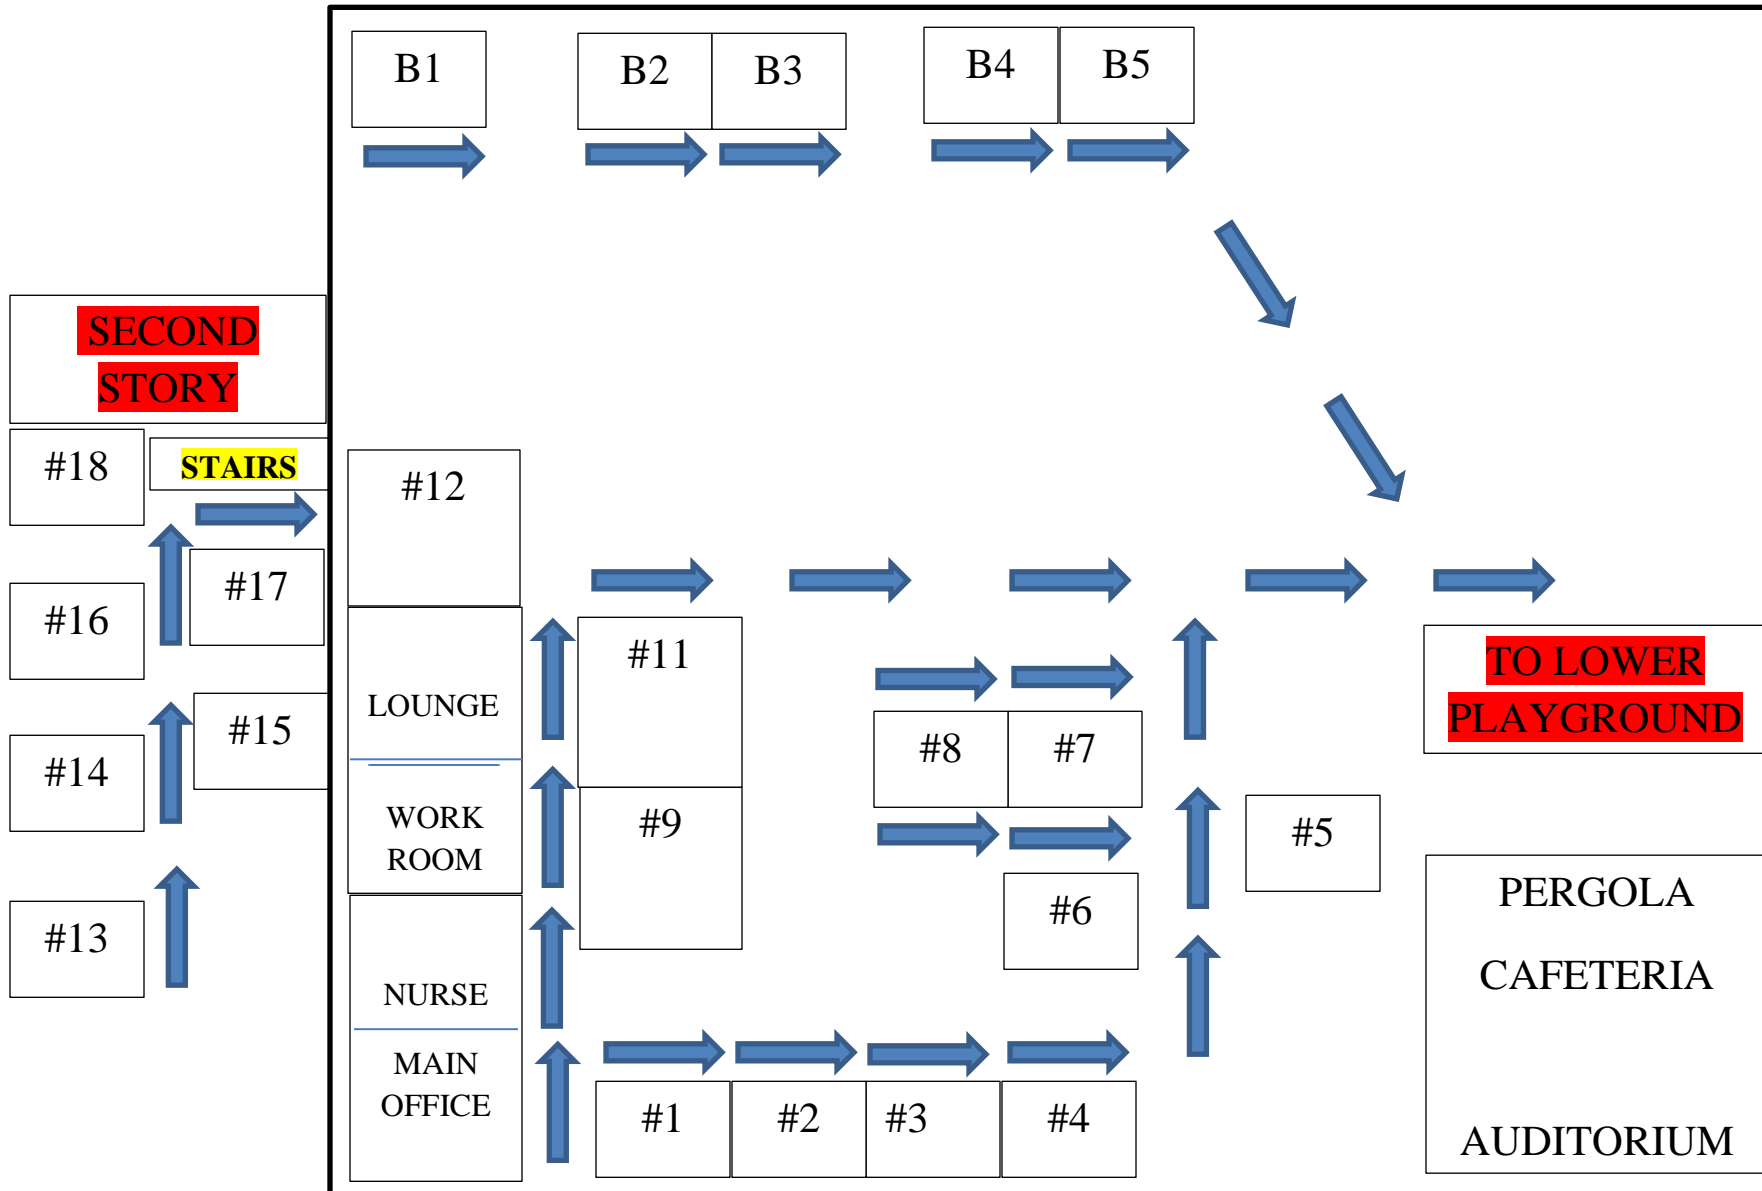 B1
B2
B3
B4
B5
SECOND
STORY
#18
STAIRS
#12
#17
#16
#11
TO LOWER
PLAYGROUND
LOUNGE
#15
#14
#8
#7
#9
WORK
ROOM
#5
#6
PERGOLA
CAFETERIA
AUDITORIUM
#13
NURSE
MAIN
OFFICE
#1
#2
#3
#4